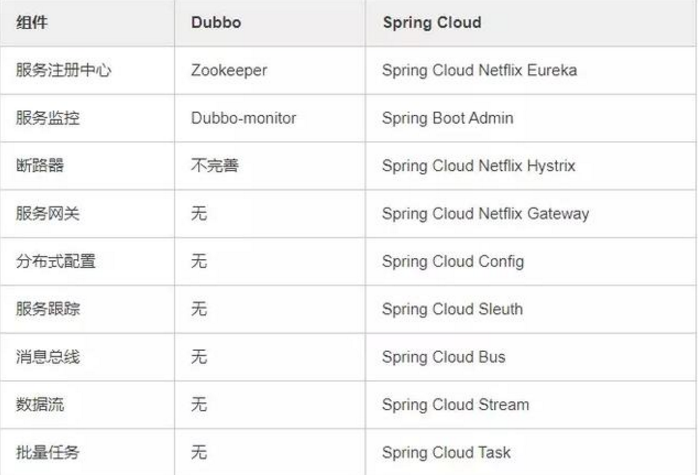 组件 Dubbo Spring Cloud
服务注册中心 Zookeeper Spring Cloud Netflix Eureka
服务监控 Dubbo-monitor Spring Boot Admin
断路器 不完善 Spring Cloud Netflix Hystrix
服务网关 无 Spring Cloud Netflix Gateway
分布式配置 无 Spring Cloud Config
服务跟踪 无 Spring Cloud Sleuth
消息总线 无 Spring Cloud Bus
数据流 无 Spring Cloud Stream
批量任务 无 Spring Cloud Task